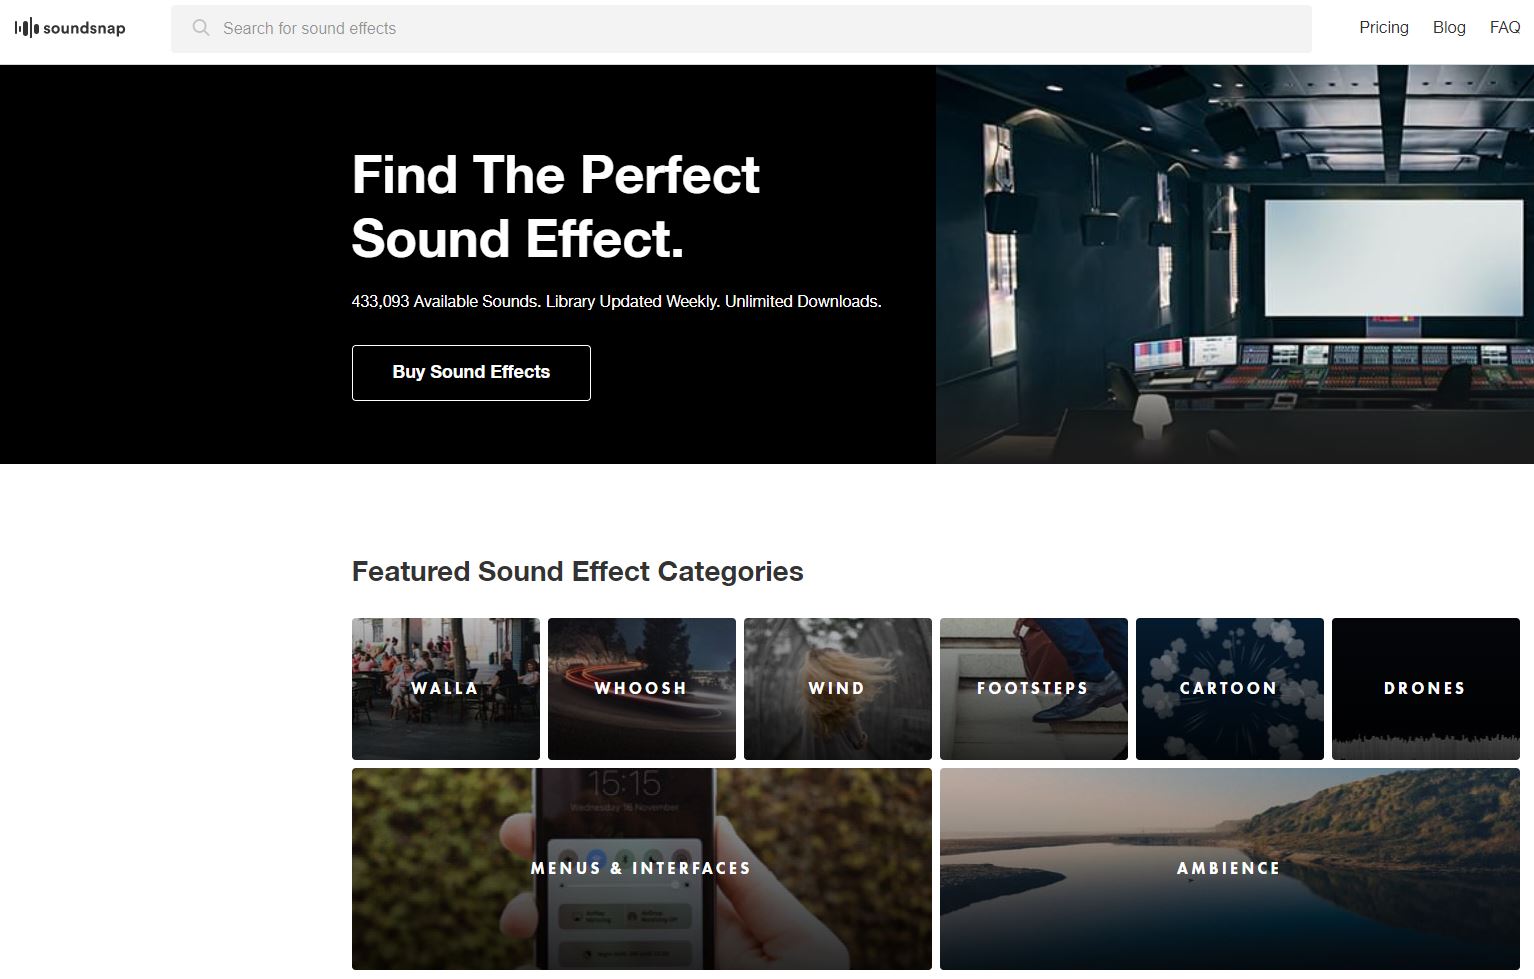 soundsnap
Search for sound effects
Pricing
Blog
FAQ
Find The Perfect
Sound Effect.
433,093 Available Sounds. Library Updated Weekly. Unlimited Downloads.
Buy Sound Effects
Featured Sound Effect Categories
WALLA
WHOOSH
WIND
FOOTSTEPS
CARTOON
DRONES
15:15
Wednesday 16 November
MENUS & INTERFACES
AMBIENCE